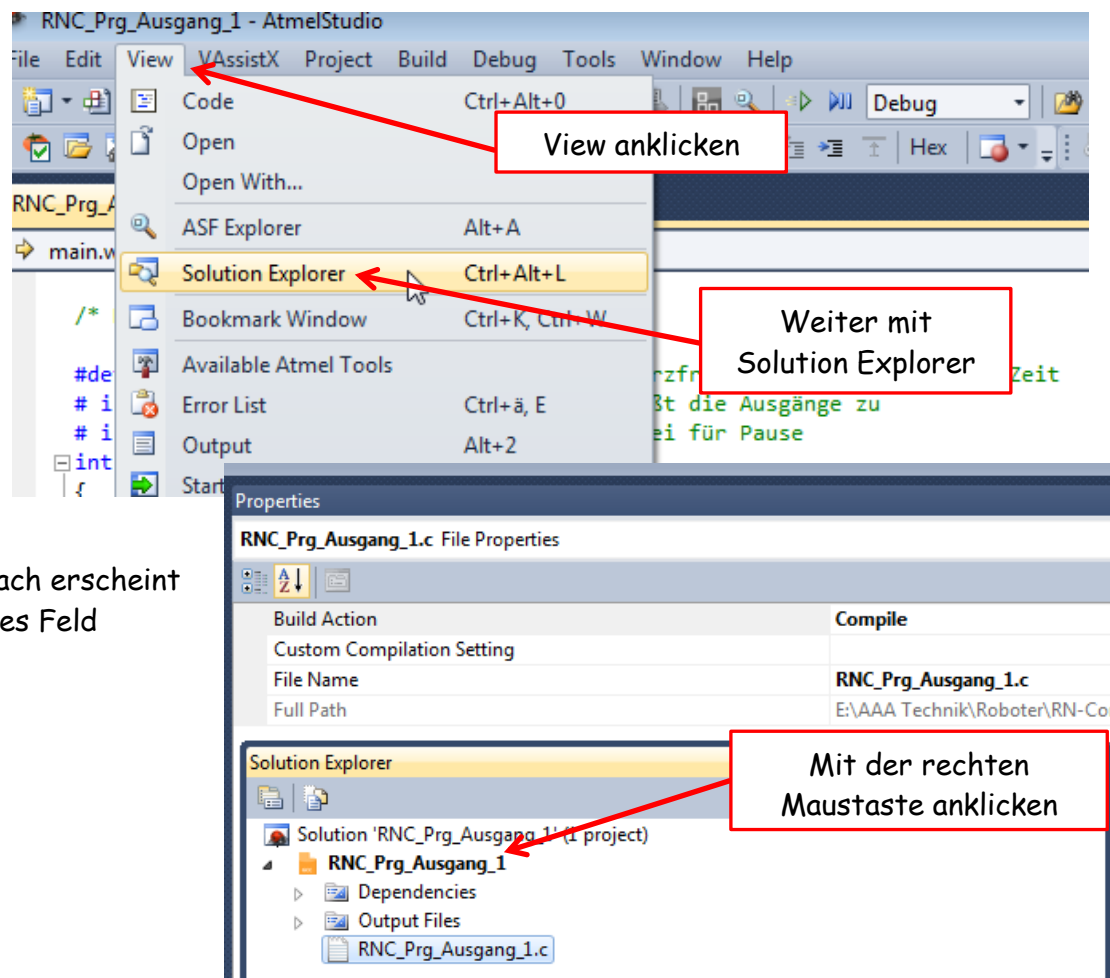 RNC_Prg_Ausgang_1 - AtmelStudio
File Edit View VAssistX Project Build Debug Tools Window Help
Code Ctrl+Alt+0 Debug
View anklicken
Open Hex
Open With...
RNC_Prg_A
ASF Explorer Alt+A
main.w
Solution Explorer Ctrl+Alt+L
/*
Bookmark Window Ctrl+K, Ctrl+W
Weiter mit
Solution Explorer
#de Available Atmel Tools rzfr Zeit
# i Error List Ctrl+ä, E ßt die Ausgänge zu
# i Output Alt+2 ei für Pause
int
{ Start
Properties
RNC_Prg_Ausgang_1.c File Properties
ach erscheint
es Feld
Build Action Compile
Custom Compilation Setting
File Name RNC_Prg_Ausgang_1.c
Full Path E:\AAA Technik\Roboter\RN-Co
Mit der rechten
Maustaste anklicken
Solution Explorer
Solution 'RNC_Prg_Ausgang_1' (1 project)
RNC_Prg_Ausgang_1
Dependencies
Output Files
RNC_Prg_Ausgang_1.c